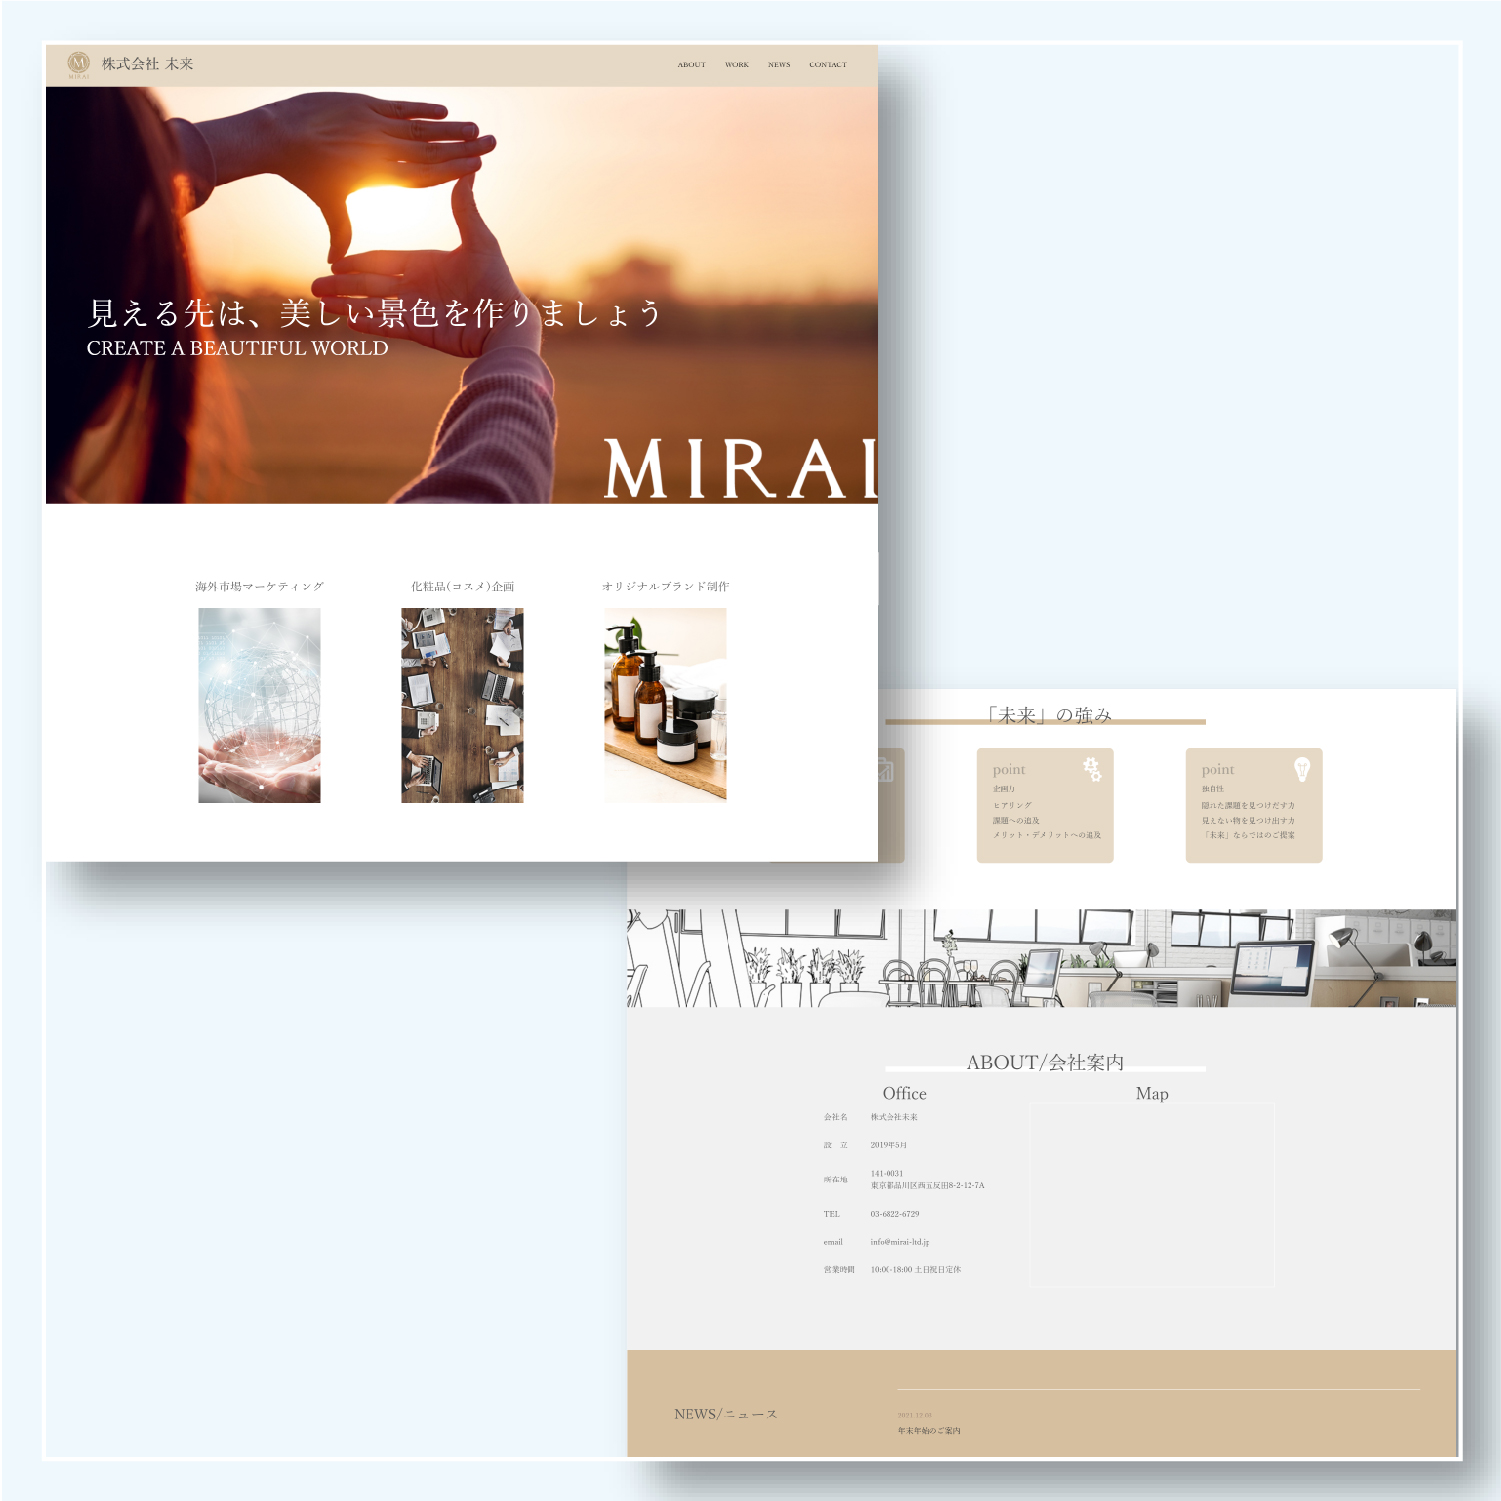 MIRAI
株式会社 未来
ABOUT WORK NEWS CONTACT
見える先は、美しい景色を作りましょう
CREATE A BEAUTIFUL WORLD
MIRAI
海外市場マーケティング
化粧品(コスメ)企画
オリジナルブランド制作
「未来」の強み
point
企画力
ヒアリング
課題への追及
メリット・デメリットへの追及
point
独自性
隠れた課題を見つけだす力
見えない物を見つけ出す力
「未来」ならではのご提案
ABOUT/会社案内
Office
会社名 株式会社未来
設 立 2019年5月
所在地 141-0031
東京都品川区西五反田8-2-12-7A
TEL 03-6822-6729
email info@mirai-ltd.jp
営業時間 10:00-18:00 土日祝日定休
Map
NEWS/ニュース
年末年始のご案内